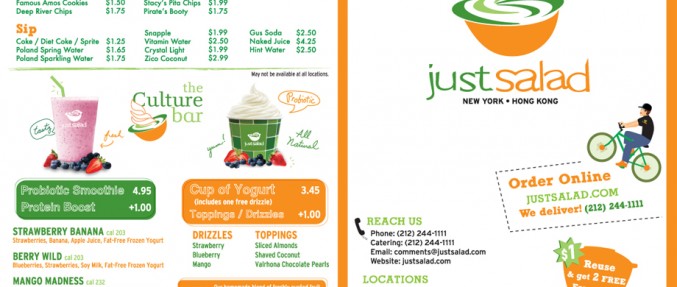 Famous Amos Cookies $1.50
Deep River Chips $1.75
Stacy's Pita Chips $1.99
Pirate's Booty $1.75
Sip
Coke / Diet Coke / Sprite $1.25
Poland Spring Water $1.65
Poland Sparkling Water $1.75
Snapple $1.99
Vitamin Water $2.50
Crystal Light $1.99
Zico Coconut $2.99
Gus Soda $2.50
Naked Juice $4.25
Hint Water $2.50
May not be available at all locations.
the
Culture
bar
Probiotic
tasty
fresh
yum!
All
Natural
just salad
just salad
Probiotic Smoothie 4.95
Protein Boost +1.00
STRAWBERRY BANANA cal 203
Strawberries, Banana, Apple Juice, Fat-Free Frozen Yogurt
BERRY WILD cal 203
Blueberries, Strawberries, Soy Milk, Fat-Free Frozen Yogurt
MANGO MADNESS cal 232
Cup of Yogurt 3.45
(includes one free drizzle)
Toppings / Drizzles +1.00
DRIZZLES
Strawberry
Blueberry
Mango
TOPPINGS
Sliced Almonds
Shaved Coconut
Valrhona Chocolate Pearls
justsalad
NEW YORK • HONG KONG
Order Online
JUSTSALAD.COM
We deliver! (212) 244-1111
REACH US
Phone: (212) 244-1111
Catering: (212) 244-1111
Email: comments@justsalad.com
Website: justsalad.com
LOCATIONS
$1
Reuse
& get 2 FREE